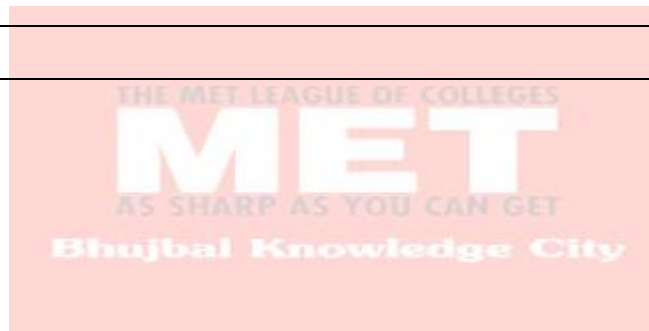 THE MET LEAGUE OF COLLEGES
MET
AS SHARP AS YOU CAN GET
Bhujbal Knowledge City